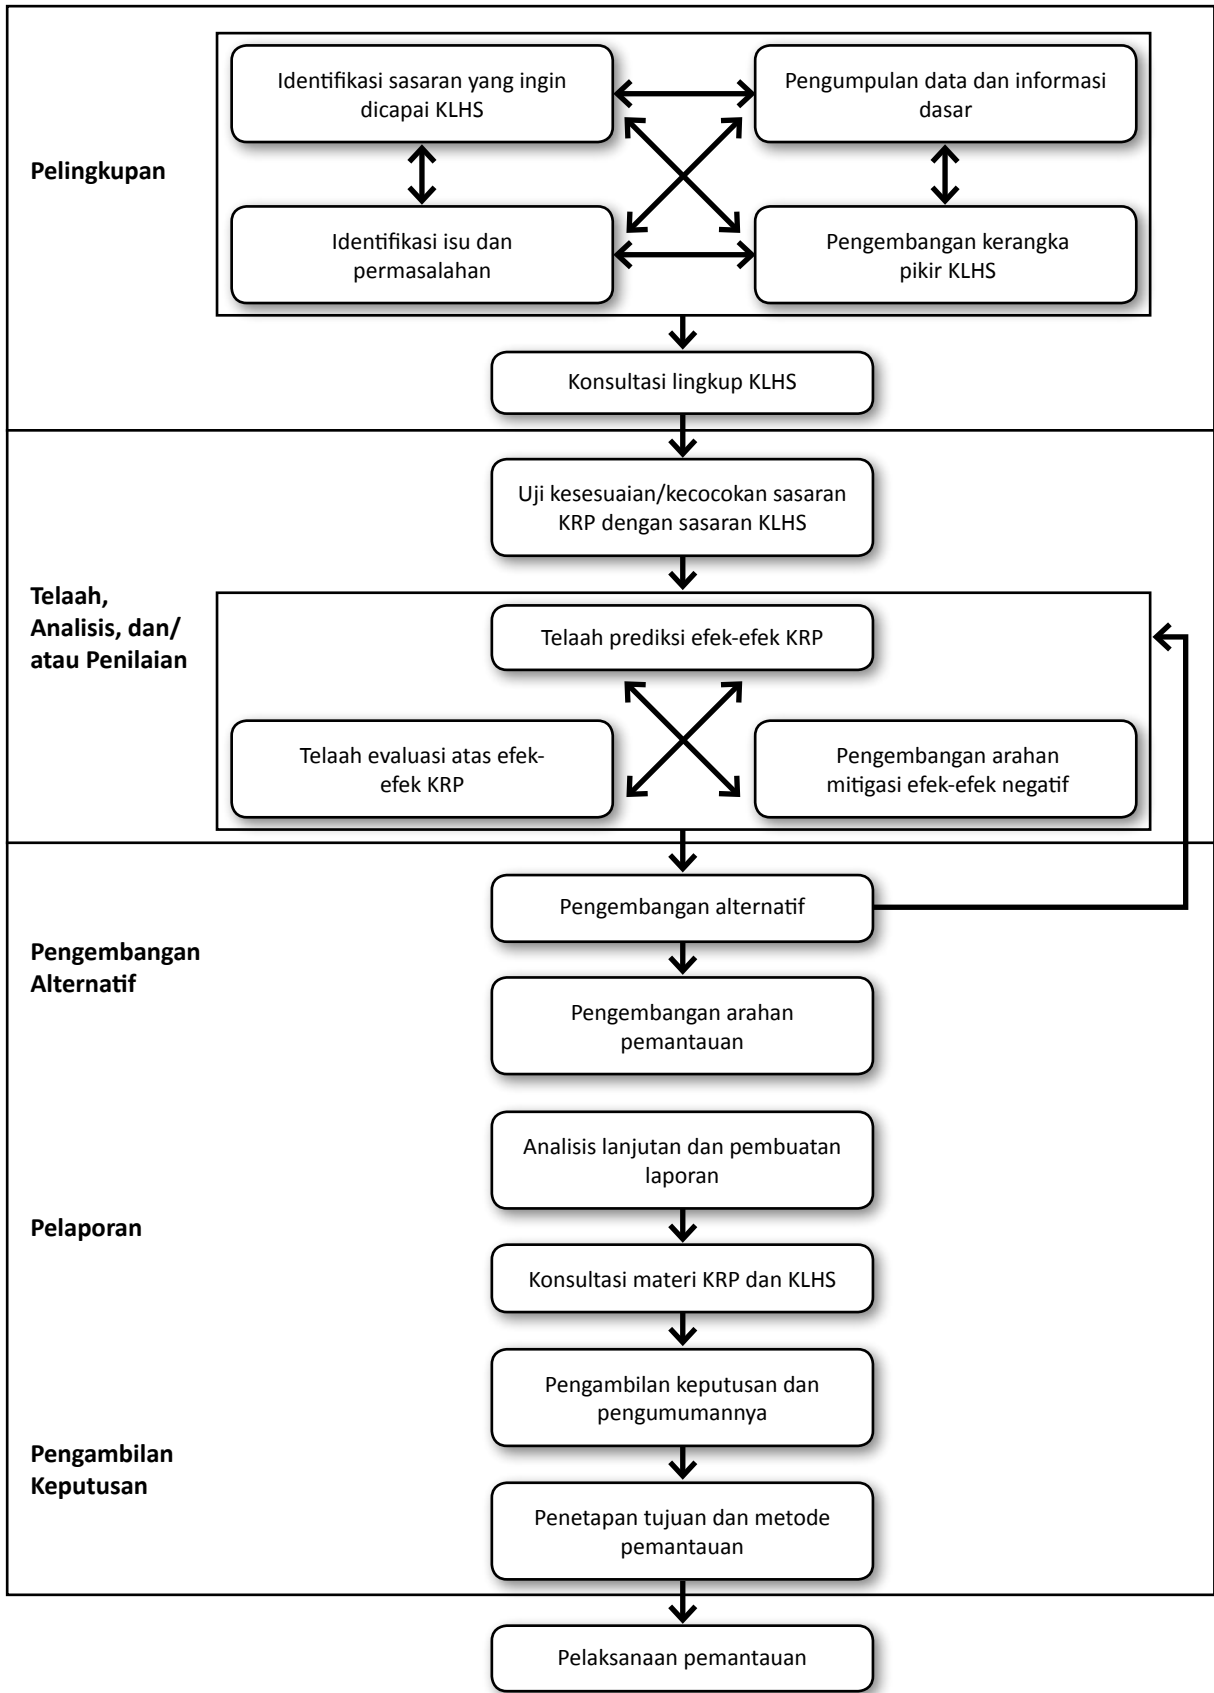 Identifikasi sasaran yang ingin
dicapai KLHS
Pengumpulan data dan informasi
dasar
Pelingkupan
Identifikasi isu dan
permasalahan
Pengembangan kerangka
pikir KLHS
Konsultasi lingkup KLHS
Uji kesesuaian/kecocokan sasaran
KRP dengan sasaran KLHS
Telaah,
Analisis, dan/
atau Penilaian
Telaah prediksi efek-efek KRP
Telaah evaluasi atas efek-
efek KRP
Pengembangan arahan
mitigasi efek-efek negatif
Pengembangan alternatif
Pengembangan
Alternatif
Pengembangan arahan
pemantauan
Analisis lanjutan dan pembuatan
laporan
Pelaporan
Konsultasi materi KRP dan KLHS
Pengambilan keputusan dan
pengumumannya
Pengambilan
Keputusan
Penetapan tujuan dan metode
pemantauan
Pelaksanaan pemantauan